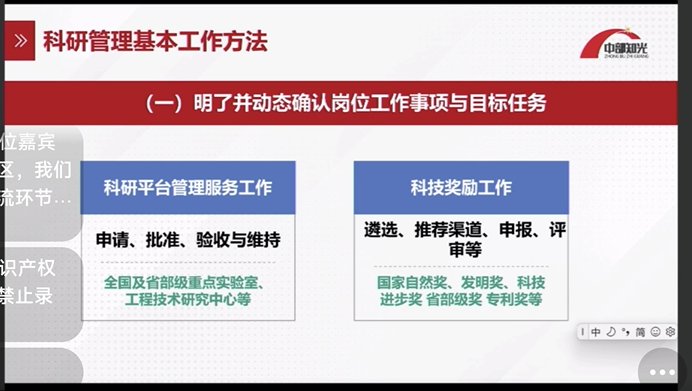 科研管理基本工作方法
中部知光
ZHONG BU ZHI GUANG
（一）明了并动态确认岗位工作事项与目标任务
位嘉宾
区，我们
流环节...
识产权
禁止录
科研平台管理服务工作
申请、批准、验收与维持
全国及省部级重点实验室、
工程技术研究中心等
科技奖励工作
遴选、推荐渠道、申报、评
审等
国家自然奖、发明奖、科技
进步奖 省部级奖 专利奖等
中 简